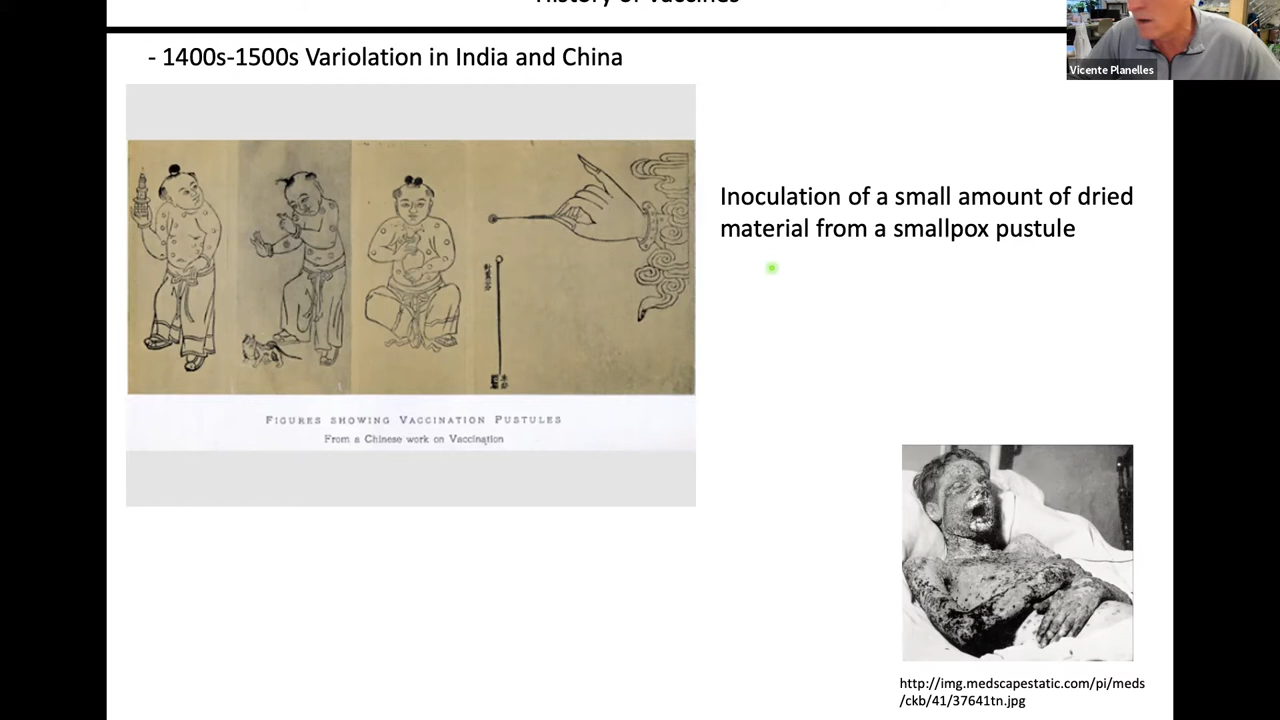 History of Vaccines
Vicente Planelles
- 1400s-1500s Variolation in India and China
Inoculation of a small amount of dried
material from a smallpox pustule
FIGURES SHOWING VACCINATION PUSTULES
From a Chinese work on Vaccination
http://img.medscapestatic.com/pi/meds
/ckb/41/37641tn.jpg